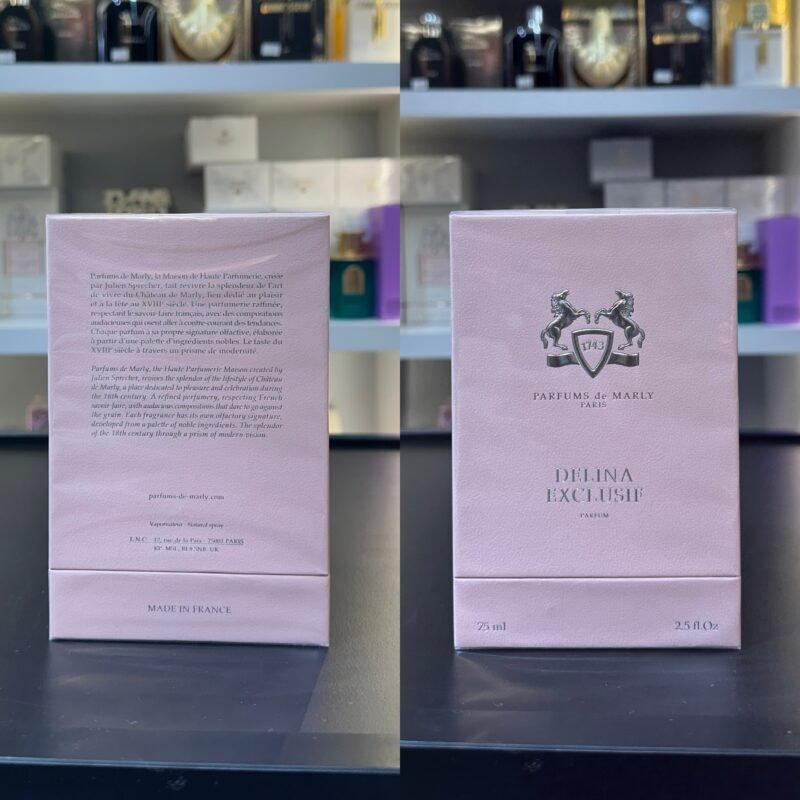 Parfums de Marly, la Maison de Haute Parfumerie, créée
par Julien Sprecher, fait revivre la splendeur de l'art
de vivre du Château de Marly, lieu dédié au plaisir
et à la fête au XVIIIᵉ siècle. Une parfumerie raffinée,
respectant le savoir-faire français, avec des compositions
audacieuses qui osent aller à contre-courant des tendances.
Chaque parfum a sa propre signature olfactive, élaborée
à partir d'une palette d'ingrédients nobles. Le faste du
XVIIIᵉ siècle à travers un prisme de modernité.
Parfums de Marly, the Haute Parfumerie Maison created by
Julien Sprecher, revives the splendor of the lifestyle of Château
de Marly, a place dedicated to pleasure and celebration during
the 18th century. A refined perfumery, respecting French
savoir-faire, with audacious compositions that dare to go against
the grain. Each fragrance has its own olfactory signature,
developed from a palette of noble ingredients. The splendor
of the 18th century through a prism of modern vision.
parfums-de-marly.com
Vaporisateur - Natural spray
12, rue de la Paix - 75002 PARIS
MADE IN FRANCE
1743
PARFUMS de MARLY
PARIS
DELINA
EXCLUSIF
PARFUM
75 ml 2.5 fl.Oz